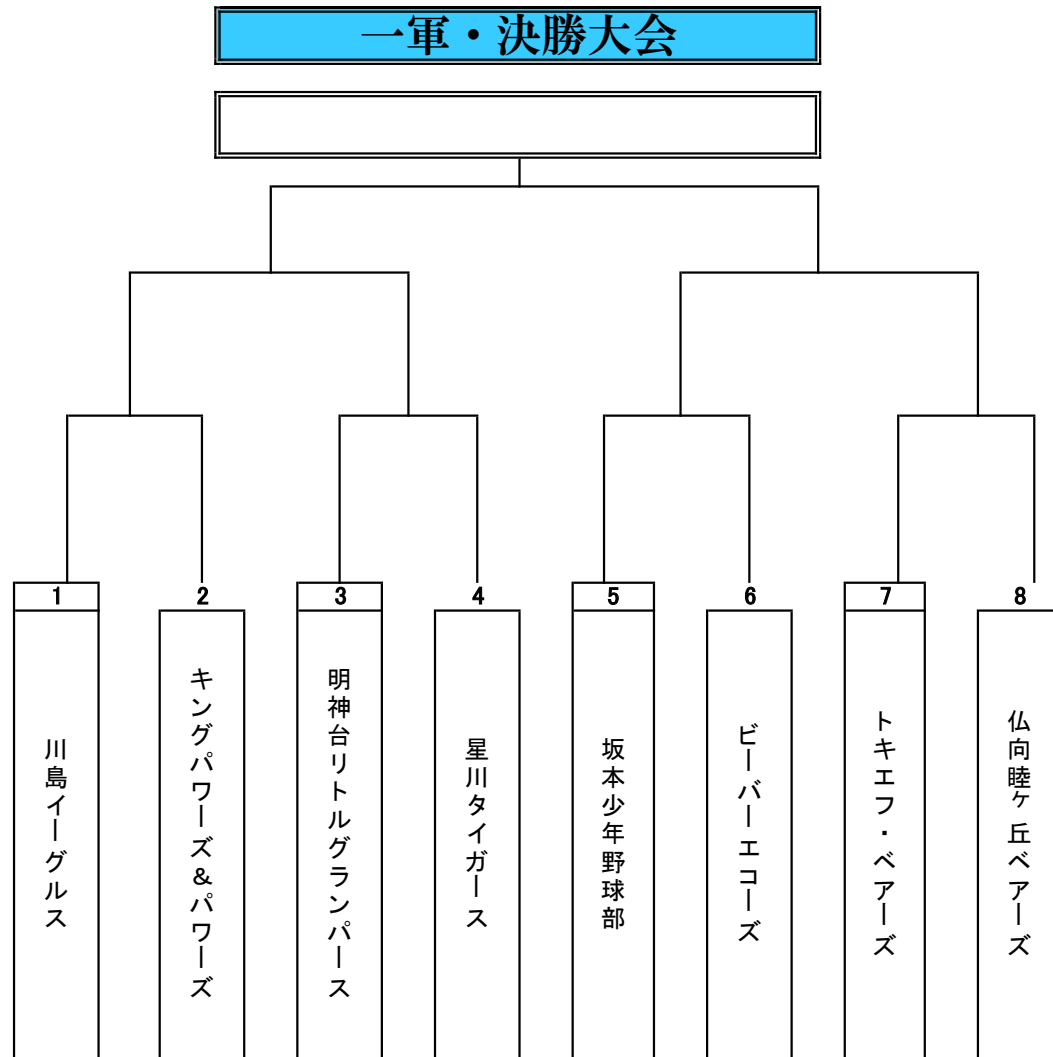 一軍・決勝大会
1
2
3
4
5
6
7
8
川島イーグルス
キングパワーズ&パワーズ
明神台リトルグランパース
星川タイガース
坂本少年野球部
ビーバーエコーズ
トキエフ・ベアーズ
仏向睦ケ丘ベアーズ